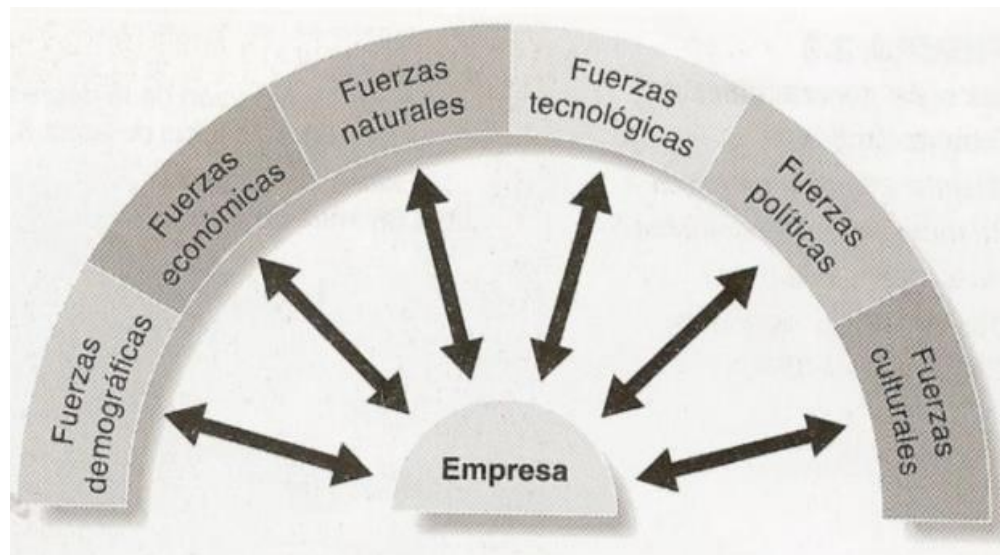 Fuerzas
demográficas
Fuerzas
económicas
Fuerzas
naturales
Fuerzas
tecnológicas
Fuerzas
políticas
Fuerzas
culturales
Empresa